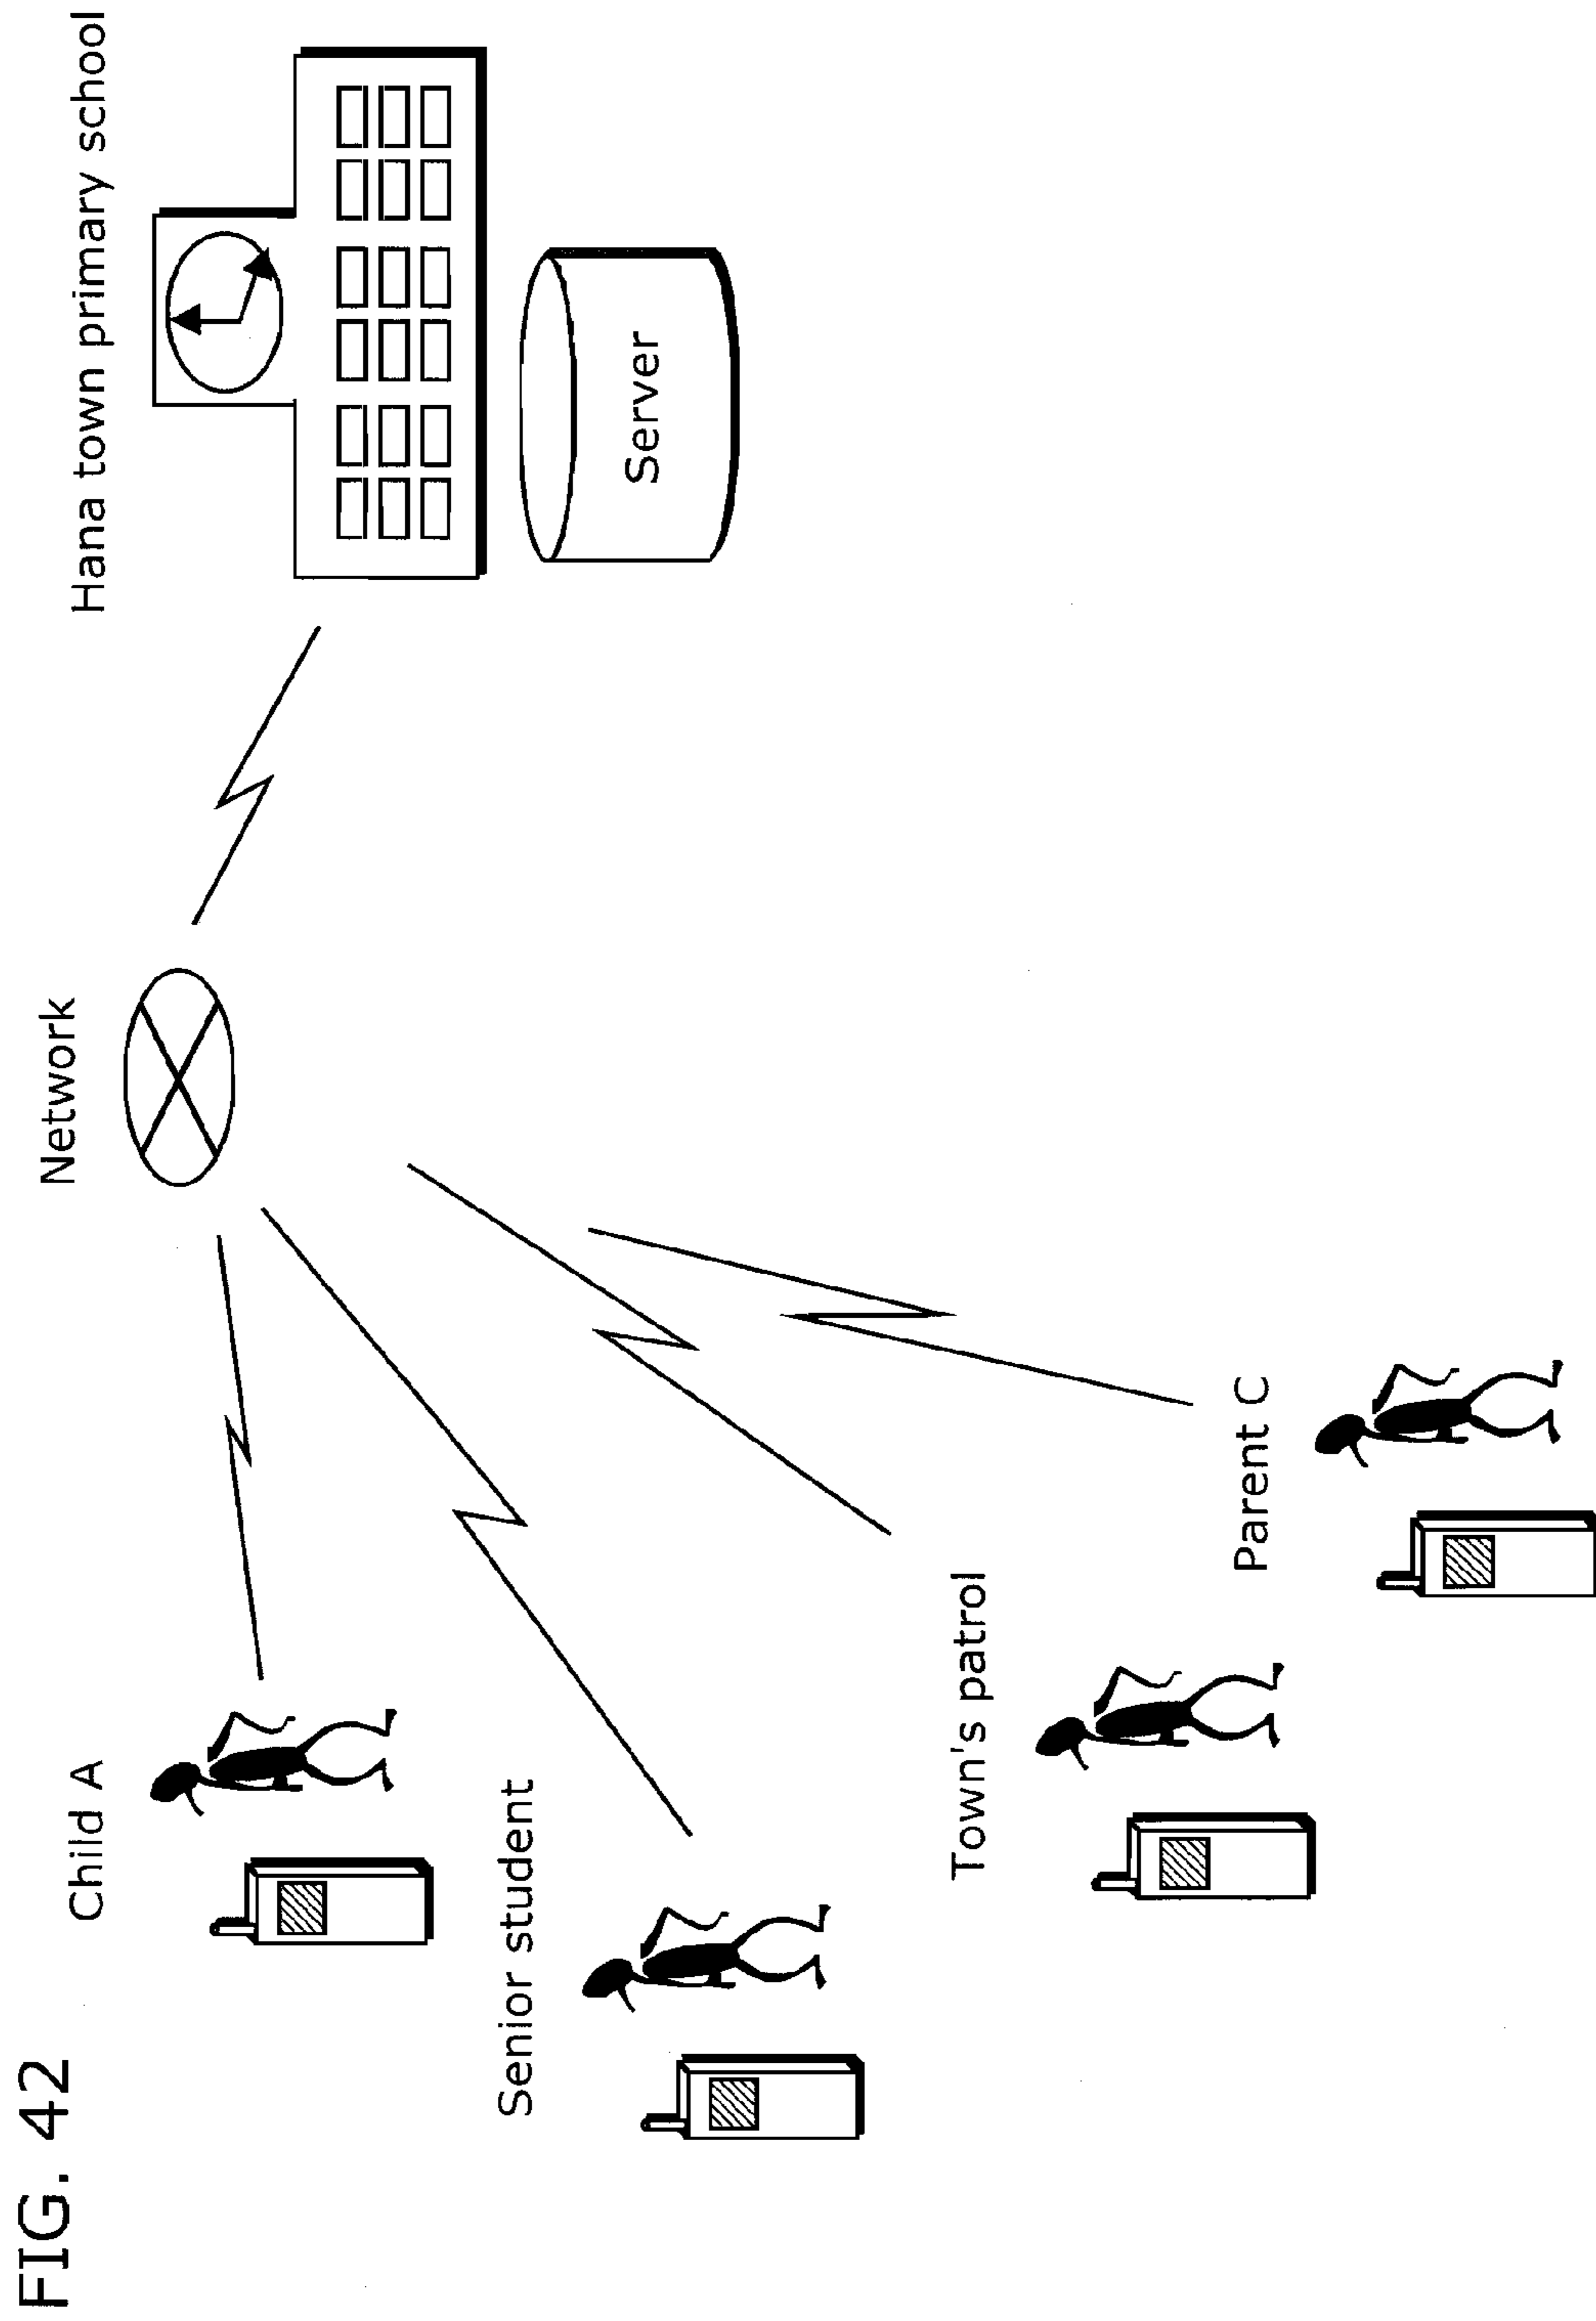 FIG. 42
Child A
Network
Hana town primary school
Senior student
Server
Town's patrol
Parent C